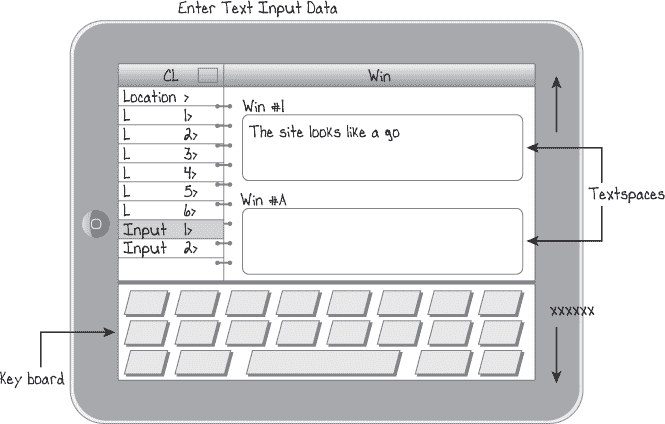 Enter Text Input Data
CL
Win
Location >
L 1>
L 2>
L 3>
L 4>
L 5>
L 6>
Input 1>
Input 2>
Win #1
The site looks like a go
Win #A
Textspaces
xxxxxx
Key board